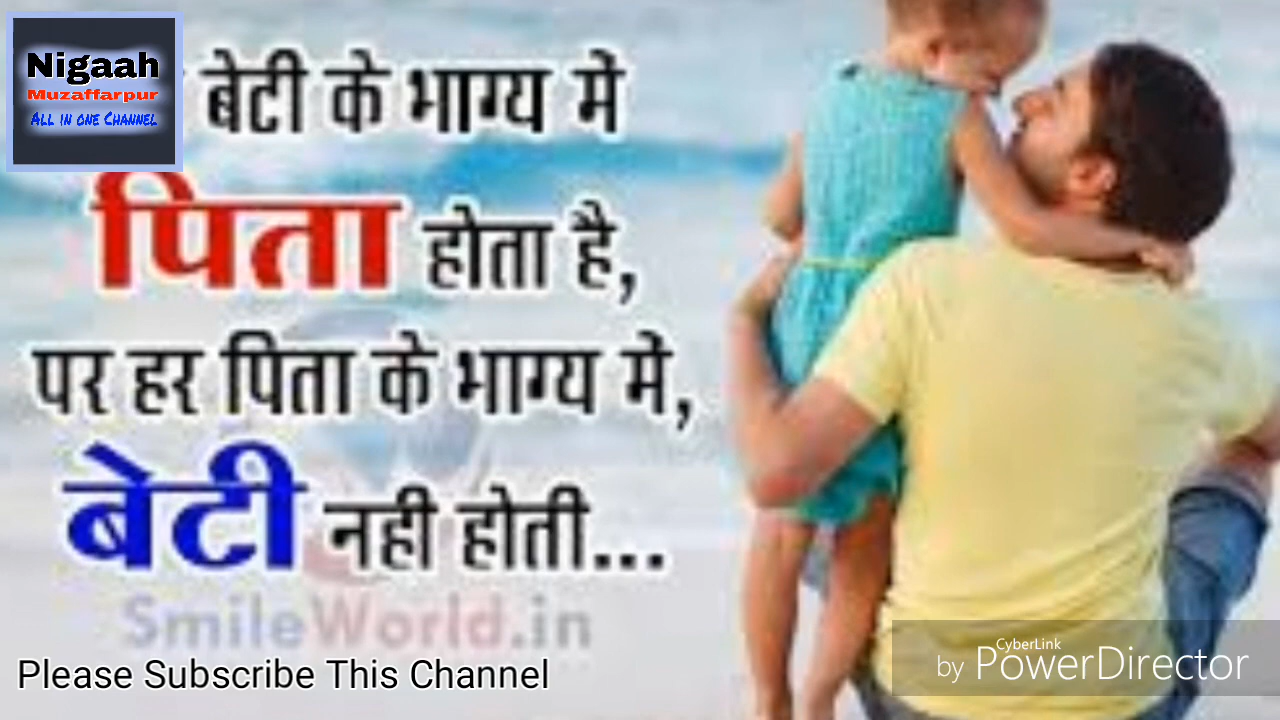 Nigaah
Muzaffarpur
ALL IN ONE CHANNEL
बेटी के भाग्य में
पिता होता है,
पर हर पिता के भाग्य में,
बेटी नही होती...
SmileWorld.in
Please Subscribe This Channel
by CyberLink PowerDirector